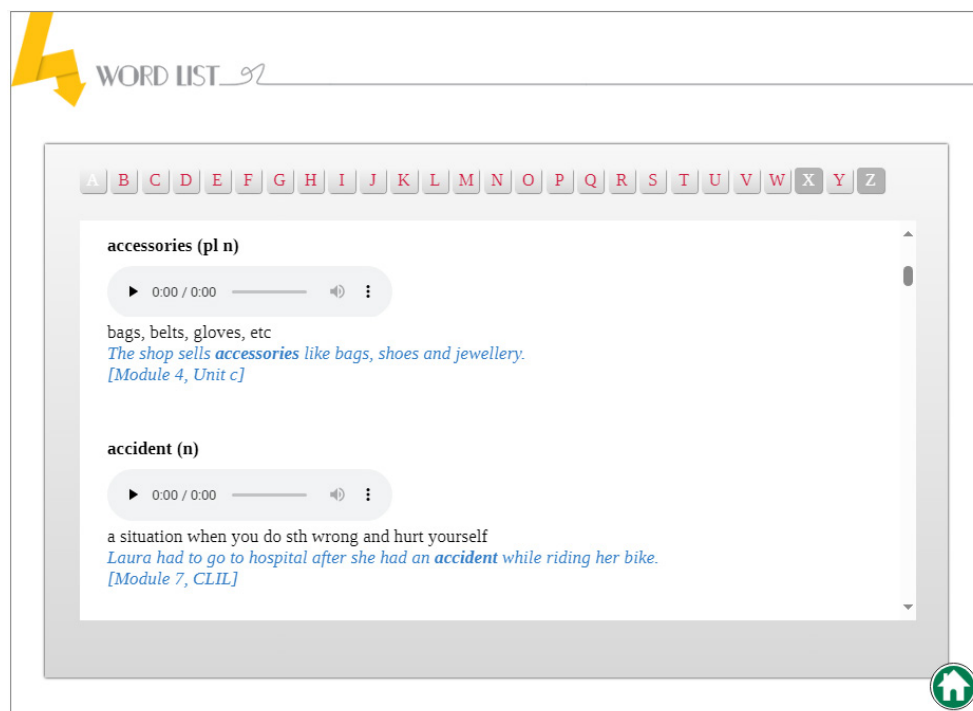 WORD LIST
A B C D E F G H I J K L M N O P Q R S T U V W X Y Z
accessories (pl n)
0:00 / 0:00
bags, belts, gloves, etc
The shop sells accessories like bags, shoes and jewellery.
[Module 4, Unit c]
accident (n)
0:00 / 0:00
a situation when you do sth wrong and hurt yourself
Laura had to go to hospital after she had an accident while riding her bike.
[Module 7, CLIL]